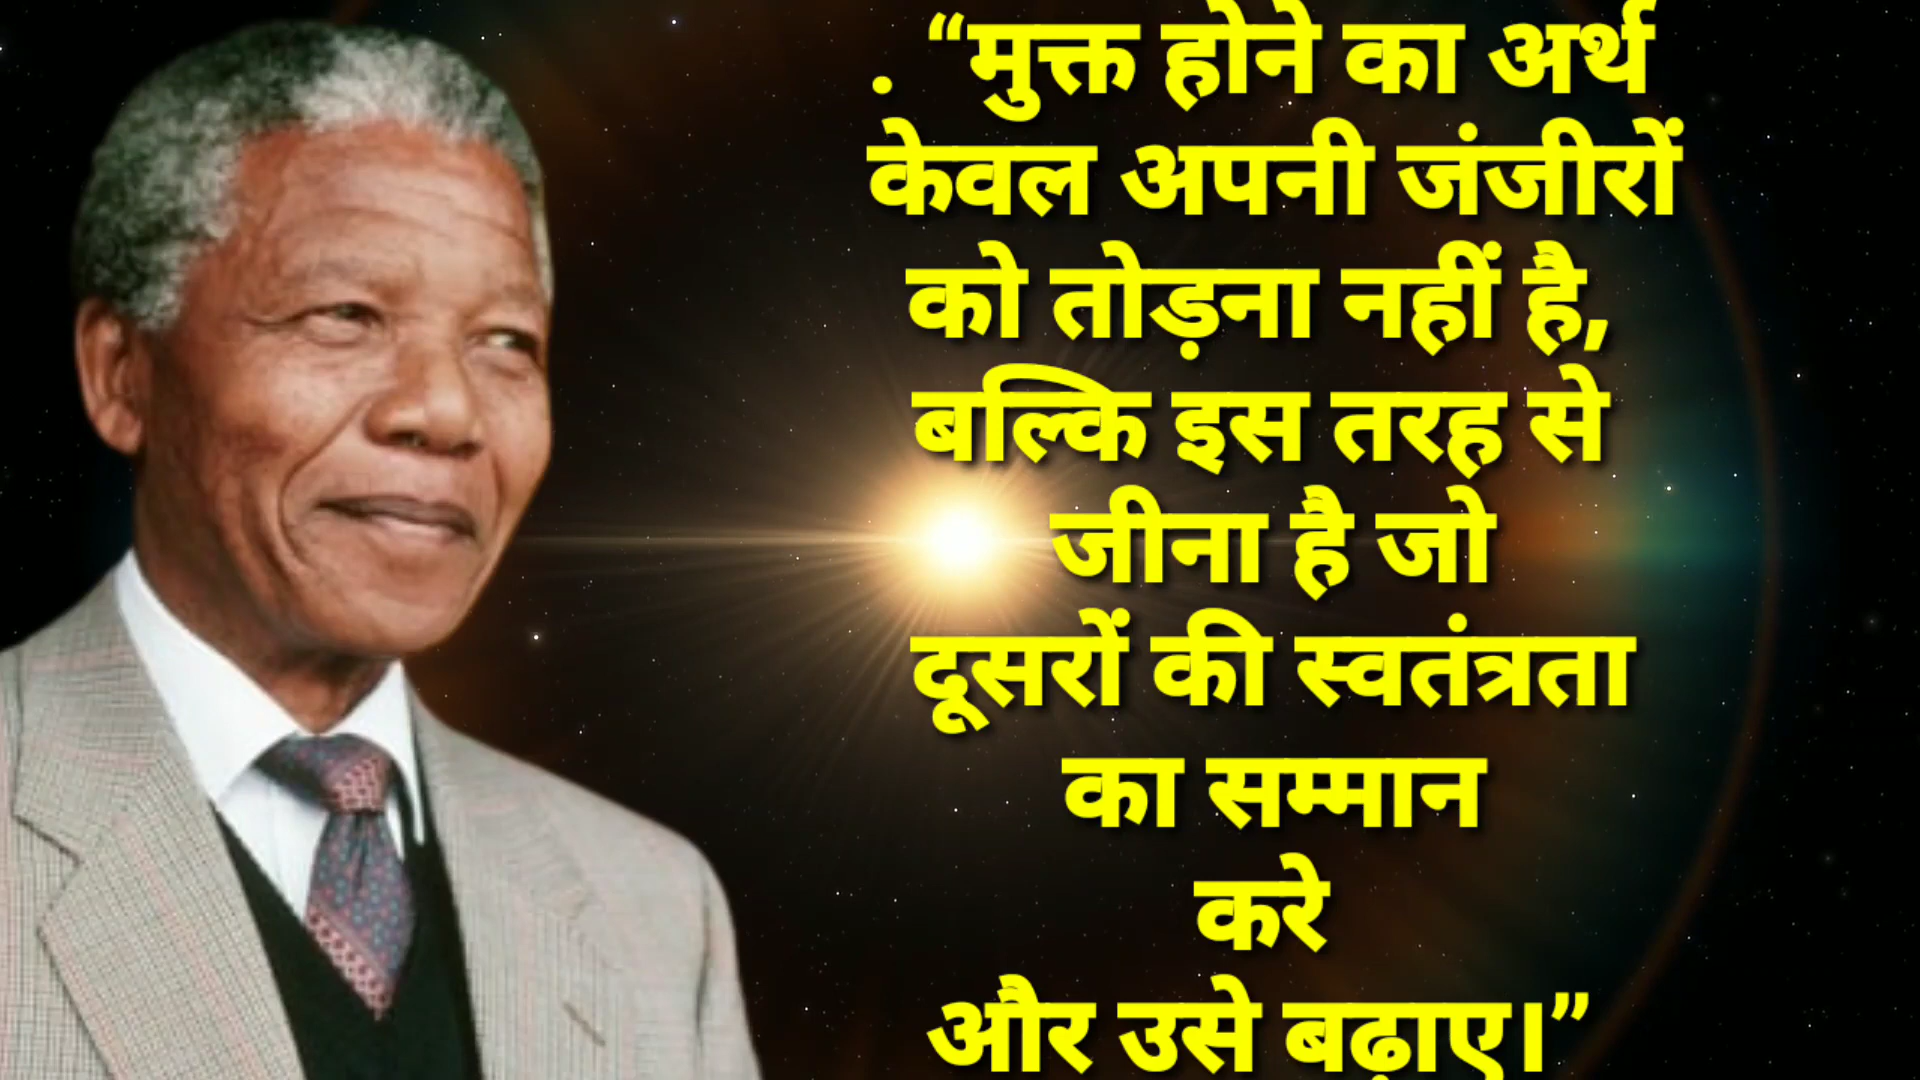 . “मुक्त होने का अर्थ
केवल अपनी जंजीरों
को तोड़ना नहीं है,
बल्कि इस तरह से
जीना है जो
दूसरों की स्वतंत्रता
का सम्मान
करे
और उसे बढ़ाए।”